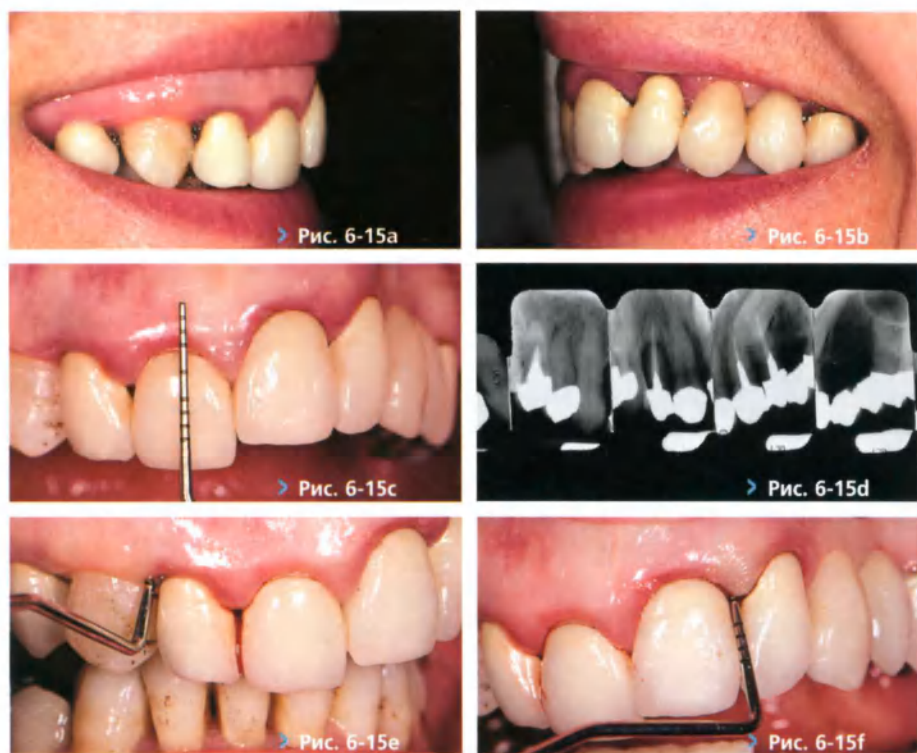 > Рис. 6-15a
> Рис. 6-15b
> Рис. 6-15c
> Рис. 6-15d
> Рис. 6-15e
> Рис. 6-15f